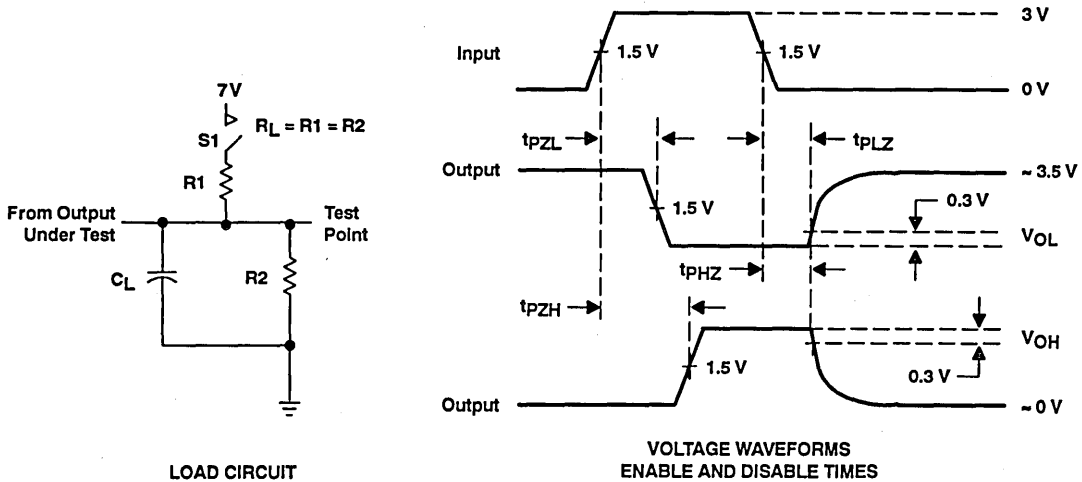 7 V
S1
RL = R1 = R2
R1
From Output
Under Test
Test
Point
CL
R2
LOAD CIRCUIT
Input
1.5 V
1.5 V
3 V
0 V
tPZL
tPLZ
Output
1.5 V
~ 3.5 V
0.3 V
VOL
tPHZ
tPZH
VOH
1.5 V
0.3 V
Output
~ 0 V
VOLTAGE WAVEFORMS
ENABLE AND DISABLE TIMES